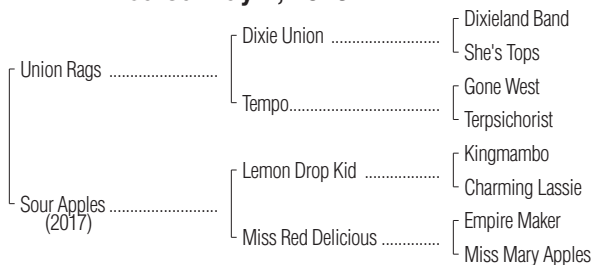 Dixieland Band
Dixie Union ........................
She's Tops
Union Rags ........................
Gone West
Tempo.................................
Terpsichorist
Kingmambo
Lemon Drop Kid .................
Charming Lassie
Sour Apples ........................
(2017)
Empire Maker
Miss Red Delicious .............
Miss Mary Apples